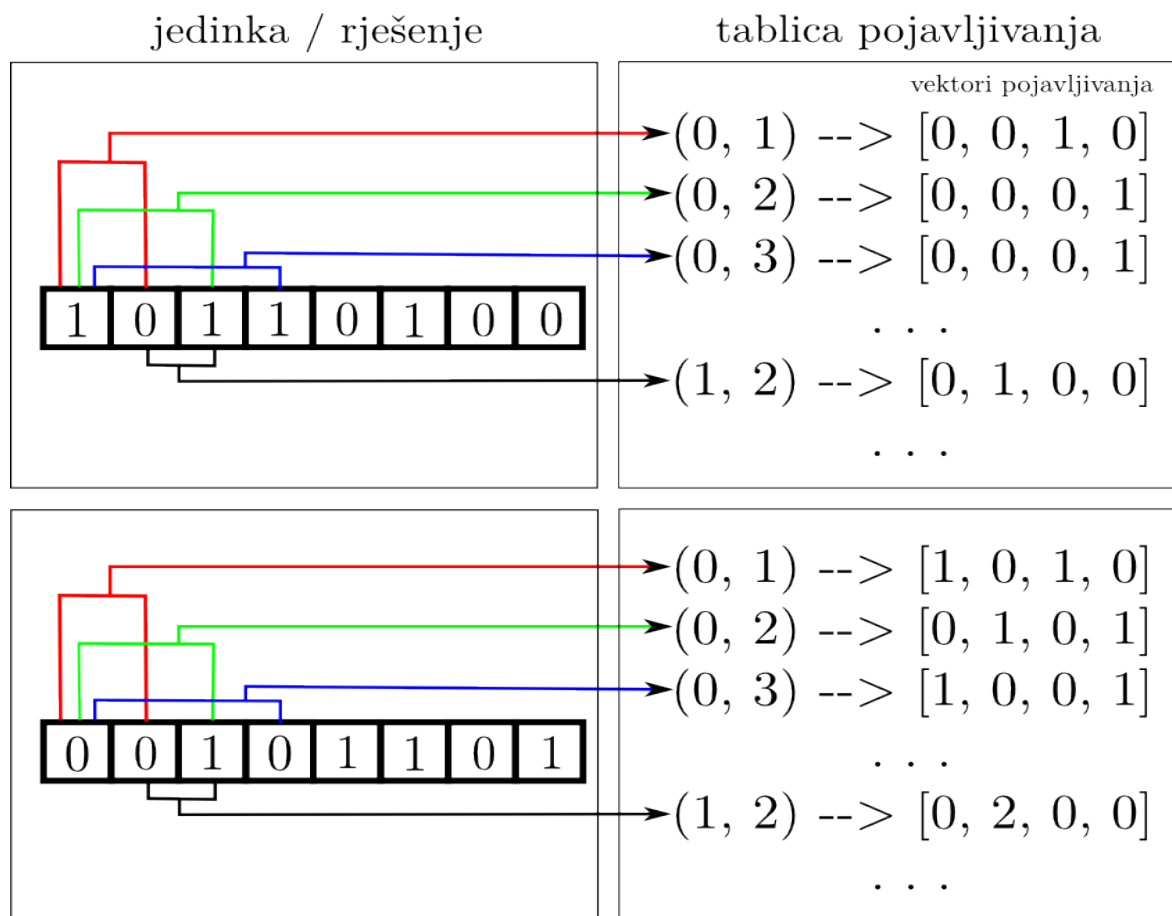 jedinka / rješenje
tablica pojavljivanja
vektori pojavljivanja
(0, 1) --> [0, 0, 1, 0]
(0, 2) --> [0, 0, 0, 1]
(0, 3) --> [0, 0, 0, 1]
1 0 1 1 0 1 0 0
. . .
(1, 2) --> [0, 1, 0, 0]
. . .
(0, 1) --> [1, 0, 1, 0]
(0, 2) --> [0, 1, 0, 1]
(0, 3) --> [1, 0, 0, 1]
0 0 1 0 1 1 0 1
. . .
(1, 2) --> [0, 2, 0, 0]
. . .